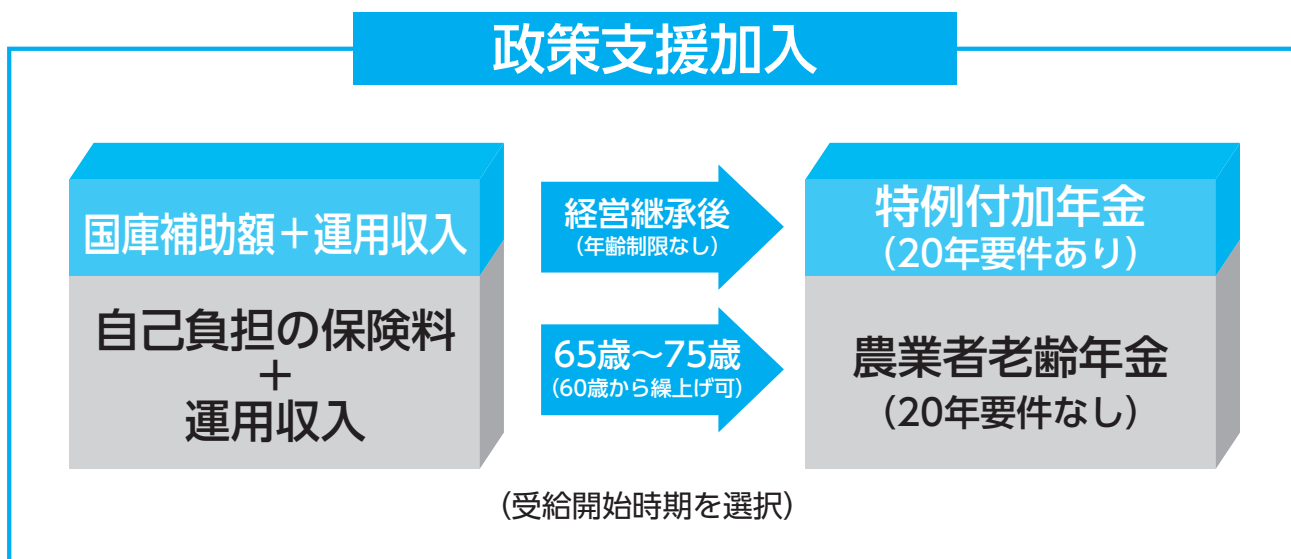 政策支援加入
国庫補助額＋運用収入
経営継承後
（年齢制限なし）
特例付加年金
（20年要件あり）
自己負担の保険料
＋
運用収入
65歳～75歳
（60歳から繰上げ可）
農業者老齢年金
（20年要件なし）
（受給開始時期を選択）